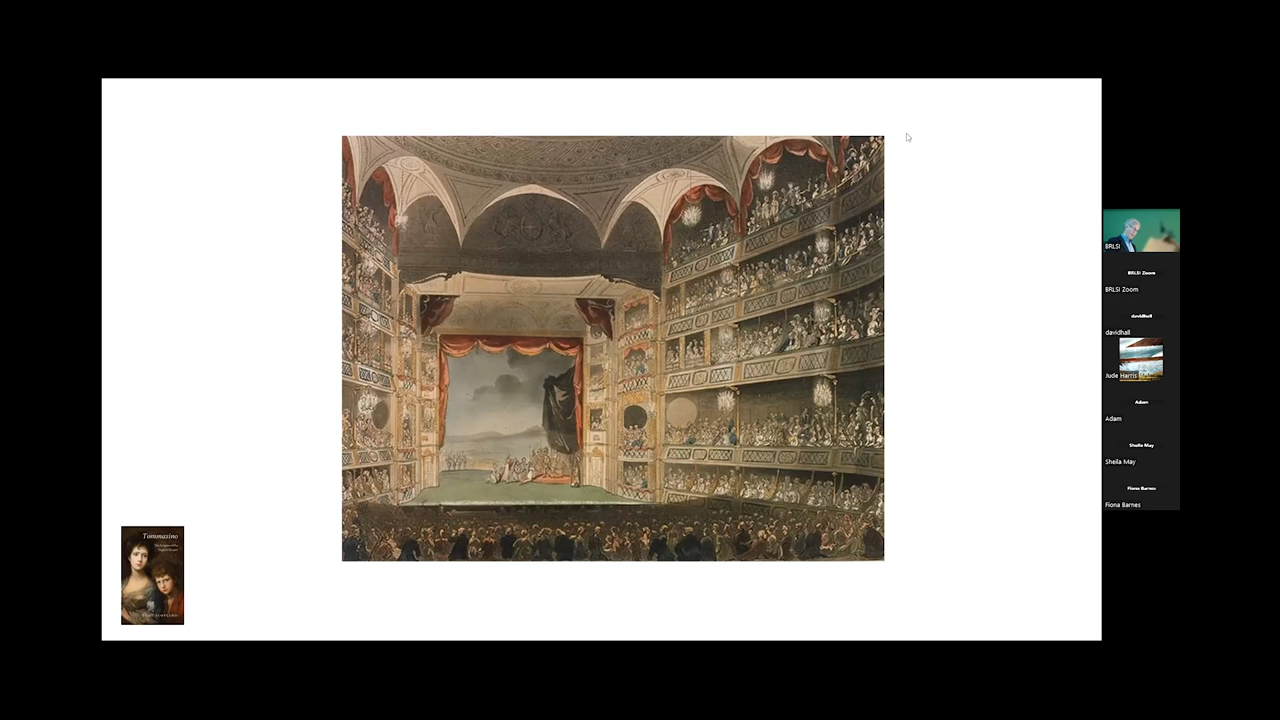 Tommasino
BRLSI
BRLSI Zoom
BRLSI Zoom
davidhall
davidhall
Jude Harris
Adam
Adam
Sheila May
Sheila May
Fiona Barnes
Fiona Barnes